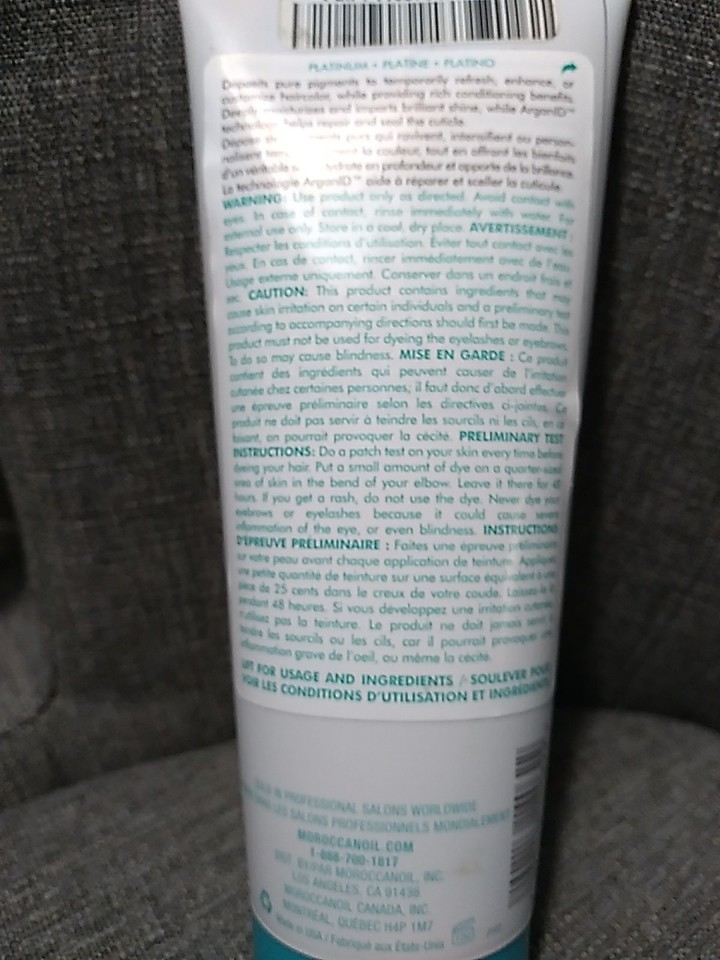 PLATINUM • PLATINE • PLATINO
Deposits pure pigments to temporarily refresh, enhance, or
customize haircolor, while providing rich conditioning benefits.
Deeply moisturizes and imparts brilliant shine, while ArganID™
technology helps repair and seal the cuticle.
purs qui ravivent, intensifient ou person-
nalisent la couleur, tout en offrant les bienfaits
d'un véritable en profondeur et apporte de la brillance.
La technologie ArganID™ aide à réparer et sceller la cuticule.
WARNING: Use product only as directed. Avoid contact with
eyes. In case of contact, rinse immediately with water. For
external use only. Store in a cool, dry place. AVERTISSEMENT :
Respecter les conditions d'utilisation. Éviter tout contact avec les
yeux. En cas de contact, rincer immédiatement avec de l'eau.
Usage externe uniquement. Conserver dans un endroit frais et
sec. CAUTION: This product contains ingredients that may
cause skin irritation on certain individuals and a preliminary test
according to accompanying directions should first be made. This
product must not be used for dyeing the eyelashes or eyebrows.
To do so may cause blindness. MISE EN GARDE : Ce produit
contient des ingrédients qui peuvent causer de l'irritation
cutanée chez certaines personnes; il faut donc d'abord effectuer
une épreuve préliminaire selon les directives ci-jointes. Ce
produit ne doit pas servir à teindre les sourcils ni les cils; en
faisant, on pourrait provoquer la cécité. PRELIMINARY TEST
INSTRUCTIONS: Do a patch test on your skin every time before
dyeing your hair. Put a small amount of dye on a quarter-sized
area of skin in the bend of your elbow. Leave it there for 48
hours. If you get a rash, do not use the dye. Never dye your
eyebrows or eyelashes because it could cause severe
inflammation of the eye, or even blindness. INSTRUCTIONS
D'ÉPREUVE PRÉLIMINAIRE : Faites une épreuve préliminaire
sur votre peau avant chaque application de teinture. Appliquez
une petite quantité de teinture sur une surface équivalent à une
pièce de 25 cents dans le creux de votre coude. Laissez-le
pendant 48 heures. Si vous développez une irritation cutanée,
n'utilisez pas la teinture. Le produit ne doit jamais servir à
teindre les sourcils ou les cils, car il pourrait provoquer une
inflammation grave de l'oeil, ou même la cécité.
LIFT FOR USAGE AND INGREDIENTS / SOULEVER POUR
VOIR LES CONDITIONS D'UTILISATION ET INGRÉDIENTS
SOLD IN PROFESSIONAL SALONS WORLDWIDE
LES SALONS PROFESSIONNELS MONDIALEMENT
MOROCCANOIL.COM
1-888-700-1817
DIST. BY/PAR MOROCCANOIL, INC.
LOS ANGELES, CA 91436
MOROCCANOIL CANADA, INC.
MONTRÉAL, QUÉBEC H4P 1M7
Made in USA / Fabriqué aux États-Unis